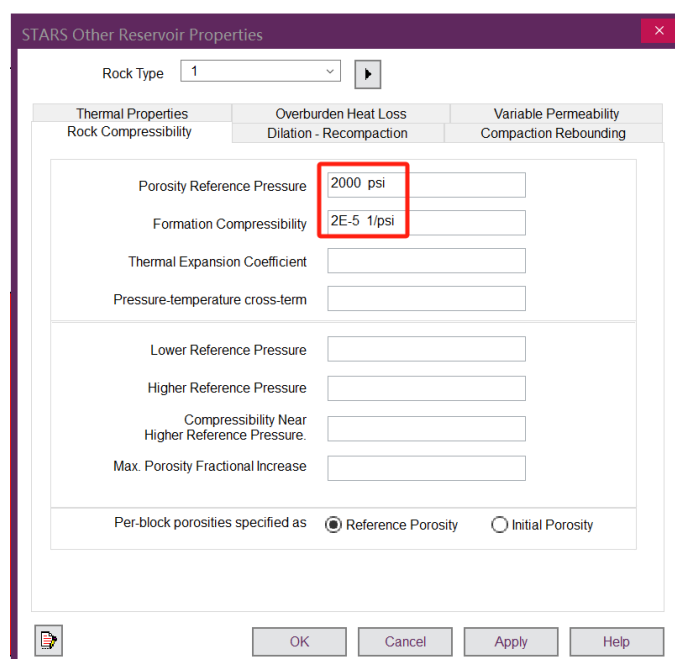 STARS Other Reservoir Properties
Rock Type 1
Thermal Properties Overburden Heat Loss Variable Permeability
Rock Compressibility Dilation - Recompaction Compaction Rebounding
Porosity Reference Pressure 2000 psi
Formation Compressibility 2E-5 1/psi
Thermal Expansion Coefficient
Pressure-temperature cross-term
Lower Reference Pressure
Higher Reference Pressure
Compressibility Near
Higher Reference Pressure.
Max. Porosity Fractional Increase
Per-block porosities specified as Reference Porosity Initial Porosity
OK Cancel Apply Help